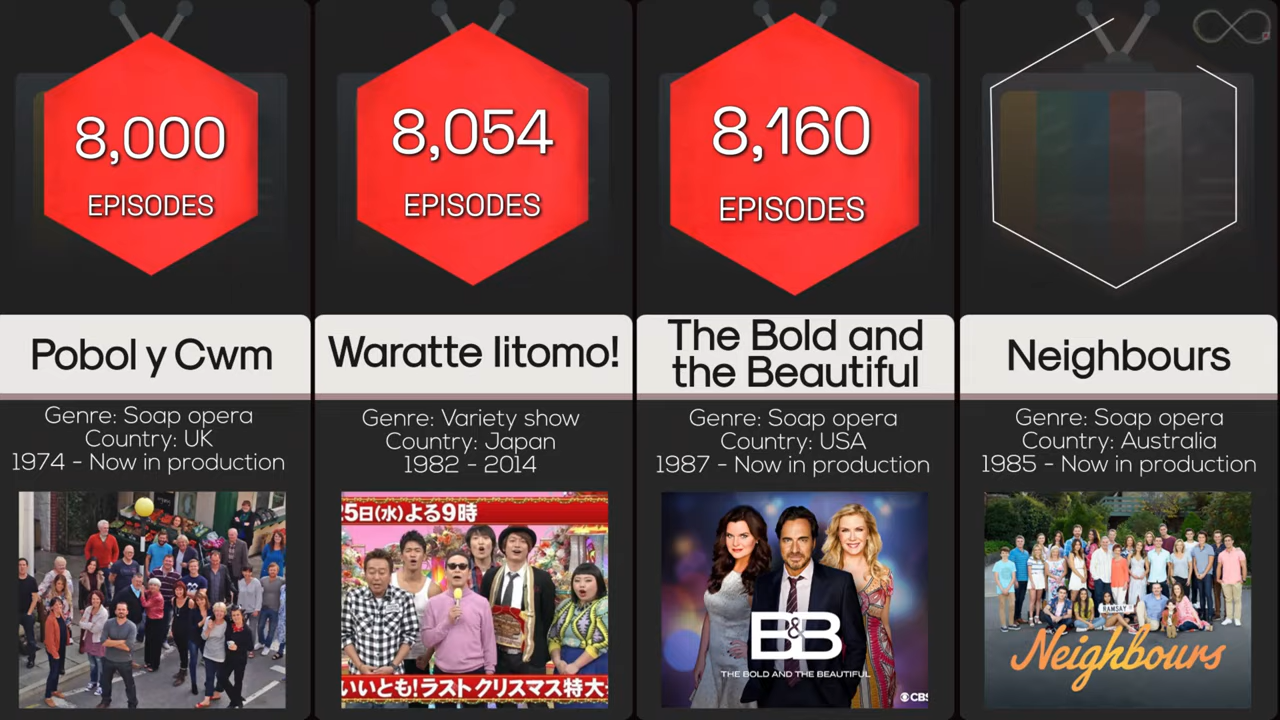 8,000
EPISODES
Pobol y Cwm
Genre: Soap opera
Country: UK
1974 - Now in production
8,054
EPISODES
Waratte Iitomo!
Genre: Variety show
Country: Japan
1982 - 2014
25日(水)よる9時
いいとも!ラストクリスマス特大
8,160
EPISODES
The Bold and
the Beautiful
Genre: Soap opera
Country: USA
1987 - Now in production
B&B
THE BOLD AND THE BEAUTIFUL
CBS
Neighbours
Genre: Soap opera
Country: Australia
1985 - Now in production
RAMSAY
Neighbours